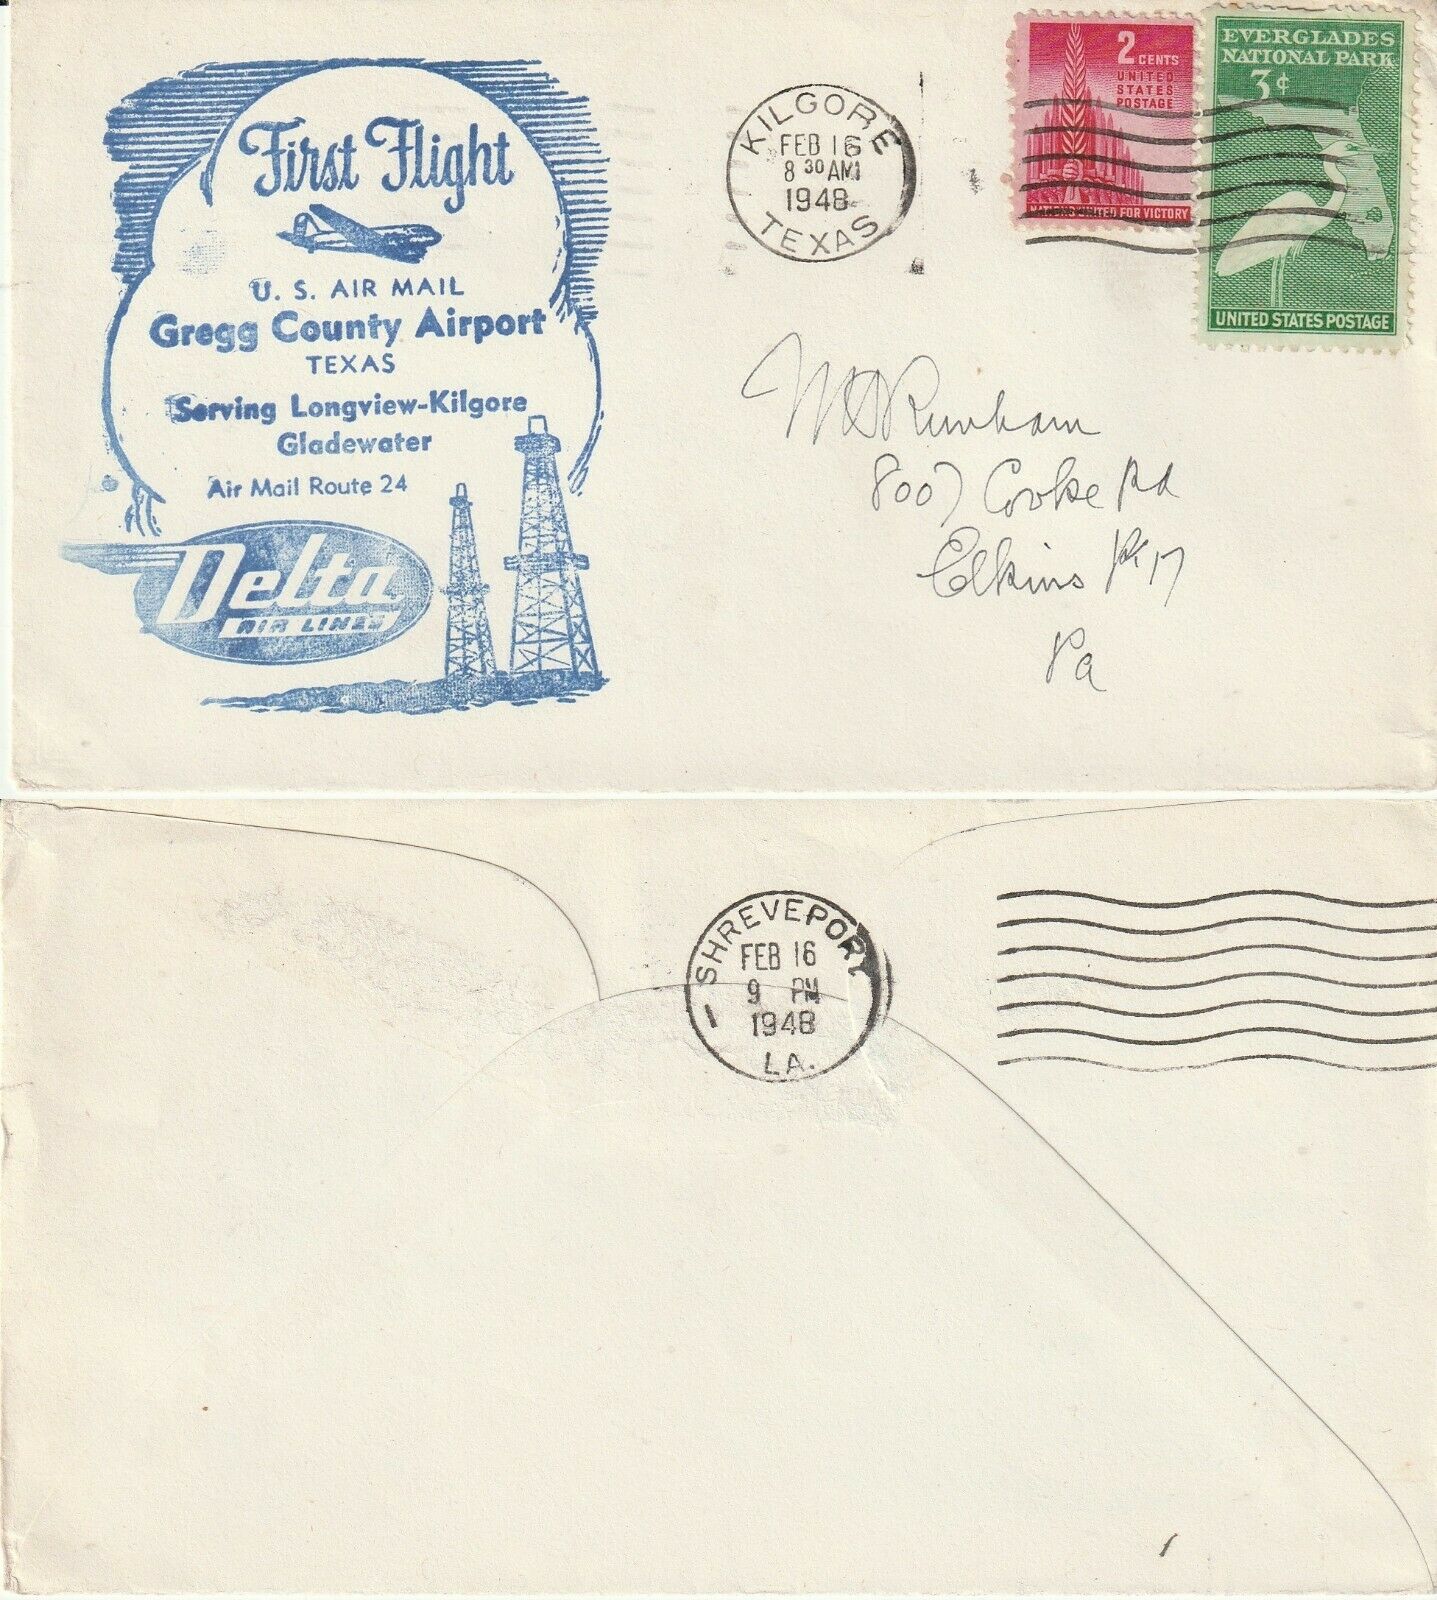 First Flight
U. S. AIR MAIL
Gregg County Airport
TEXAS
Serving Longview-Kilgore
Gladewater
Air Mail Route 24
Delta
AIR LINES
KILGORE
FEB 16
8 30 AM
1948
TEXAS
2 CENTS
UNITED
STATES
POSTAGE
NATIONS UNITED FOR VICTORY
EVERGLADES
NATIONAL PARK
3¢
UNITED STATES POSTAGE
8007 Cooke Rd
Elkins Pk 17
Pa
SHREVEPORT
FEB 16
9 PM
1948
LA.
1